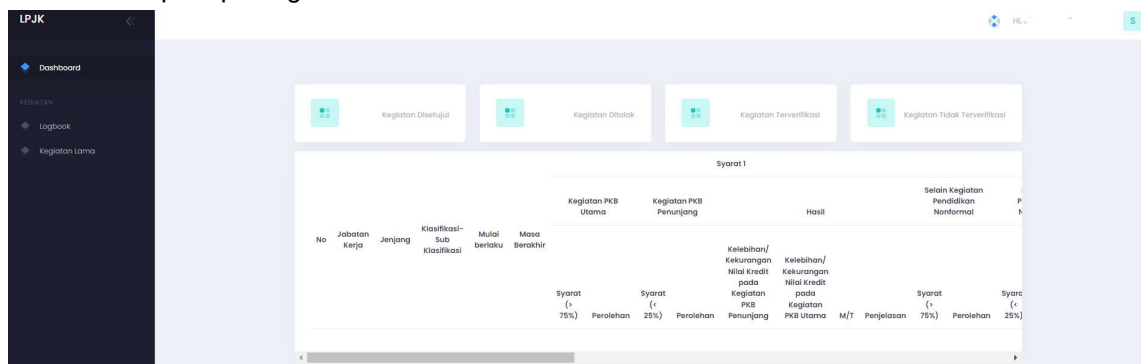 LPJK
Hi,
S
Dashboard
KEGIATAN
Logbook
Kegiatan Lama
Kegiatan Disetujui
Kegiatan Ditolak
Kegiatan Terverifikasi
Kegiatan Tidak Terverifikasi
Syarat 1
Kegiatan PKB
Utama
Kegiatan PKB
Penunjang
Hasil
Selain Kegiatan
Pendidikan
Nonformal
No
Jabatan
Kerja
Jenjang
Klasifikasi-
Sub
Klasifikasi
Mulai
berlaku
Masa
Berakhir
Syarat
(>
75%)
Perolehan
Syarat
(<
25%)
Perolehan
Kelebihan/
Kekurangan
Nilai Kredit
pada
Kegiatan
PKB
Penunjang
Kelebihan/
Kekurangan
Nilai Kredit
pada
Kegiatan
PKB Utama
M/T
Penjelasan
Syarat
(>
75%)
Perolehan
(<
25%)